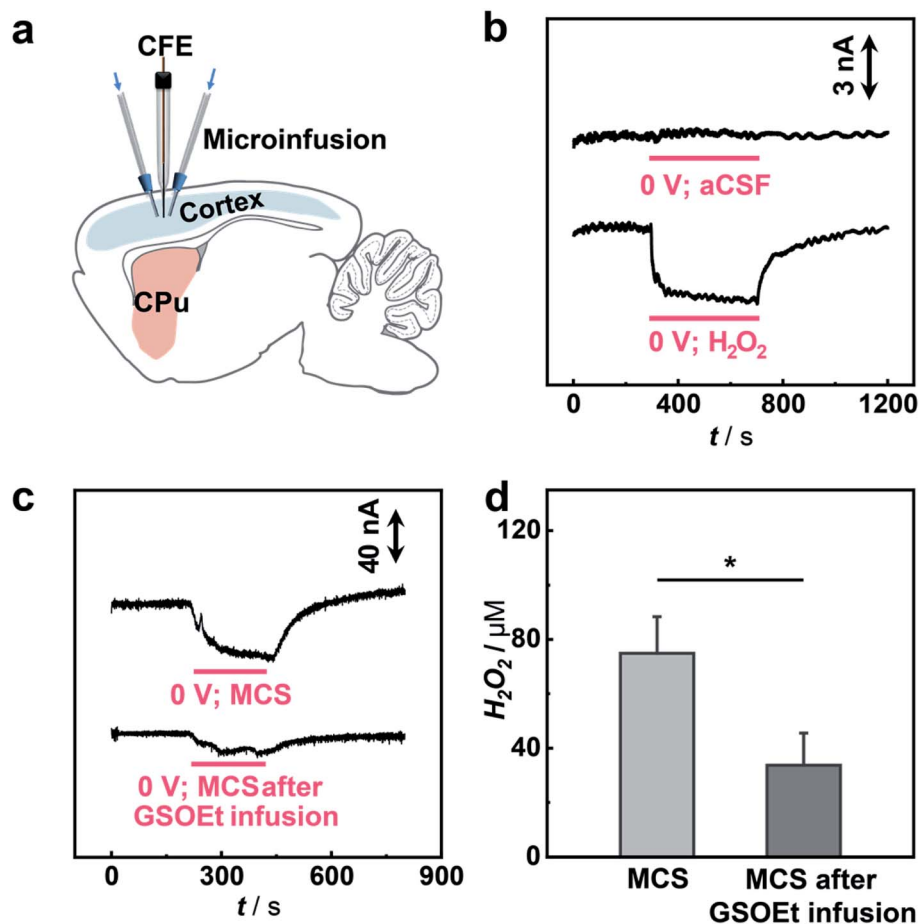 a
CFE
Microinfusion
Cortex
CPu
b
3 nA
0 V; aCSF
0 V; H₂O₂
0
400
800
1200
t / s
c
40 nA
0 V; MCS
0 V; MCS after
GSOEt infusion
0
300
600
900
t / s
d
120
80
40
0
H₂O₂ / μM
*
MCS
MCS after
GSOEt infusion